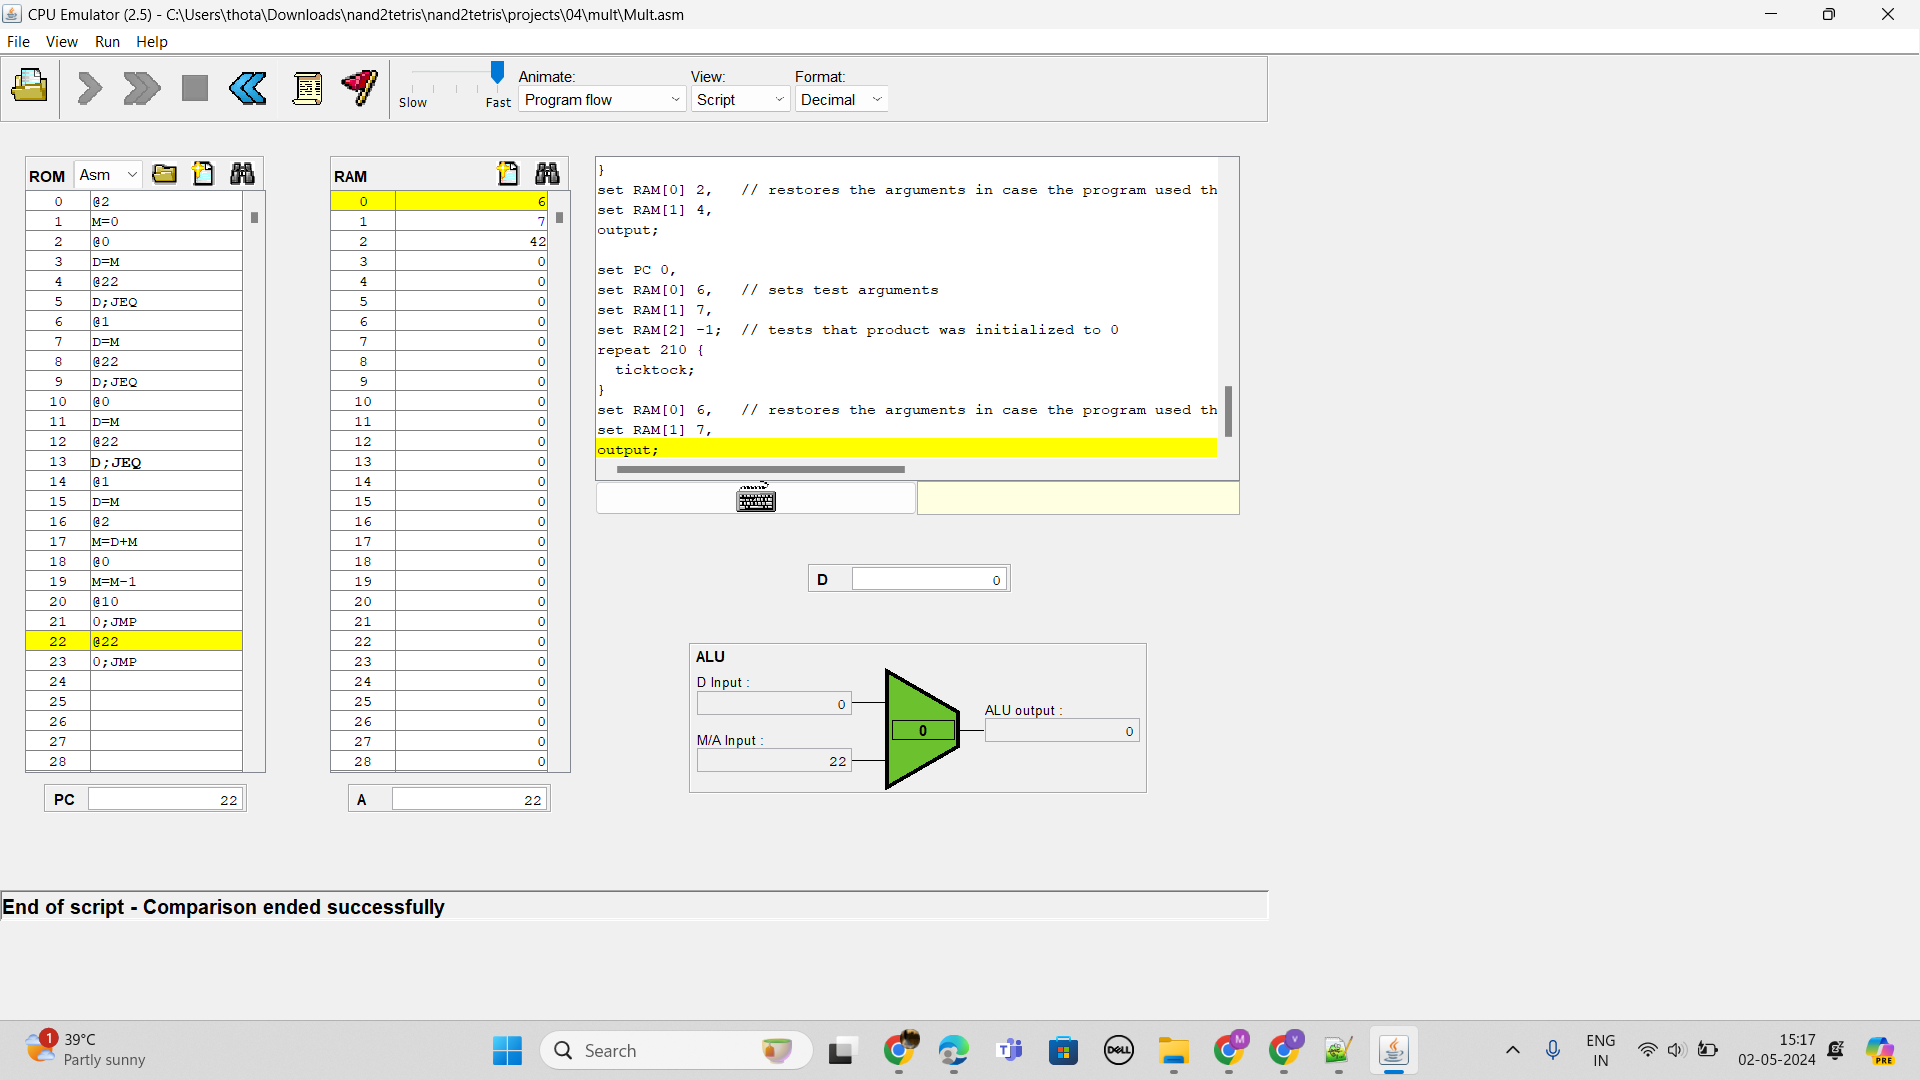 CPU Emulator (2.5) - C:\Users\thota\Downloads\nand2tetris\nand2tetris\projects\04\mult\Mult.asm
File View Run Help
Slow Fast
Animate: View: Format:
Program flow Script Decimal
ROM Asm
0 @2
1 M=0
2 @0
3 D=M
4 @22
5 D;JEQ
6 @1
7 D=M
8 @22
9 D;JEQ
10 @0
11 D=M
12 @22
13 D;JEQ
14 @1
15 D=M
16 @2
17 M=D+M
18 @0
19 M=M-1
20 @10
21 0;JMP
22 @22
23 0;JMP
24
25
26
27
28
PC 22
RAM
0 6
1 7
2 42
3 0
4 0
5 0
6 0
7 0
8 0
9 0
10 0
11 0
12 0
13 0
14 0
15 0
16 0
17 0
18 0
19 0
20 0
21 0
22 0
23 0
24 0
25 0
26 0
27 0
28 0
A 22
}
set RAM[0] 2, // restores the arguments in case the program used th
set RAM[1] 4,
output;
set PC 0,
set RAM[0] 6, // sets test arguments
set RAM[1] 7,
set RAM[2] -1; // tests that product was initialized to 0
repeat 210 {
ticktock;
}
set RAM[0] 6, // restores the arguments in case the program used th
set RAM[1] 7,
output;
D 0
ALU
D Input :
0
M/A Input :
22
0
ALU output :
0
End of script - Comparison ended successfully
1
39°C
Partly sunny
Search
DELL
M
V
ENG
IN
15:17
02-05-2024
PRE